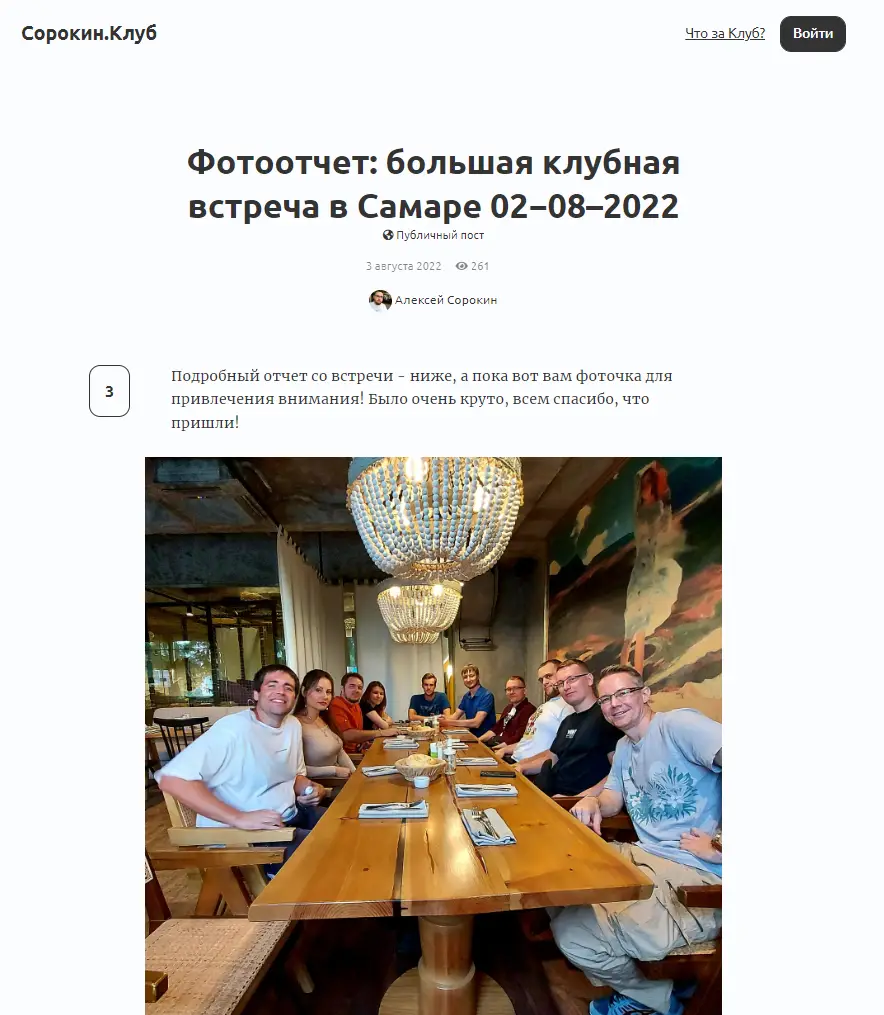 Сорокин.Клуб
Что за Клуб?
Войти
Фотоотчет: большая клубная
встреча в Самаре 02–08–2022
Публичный пост
3 августа 2022 261
Алексей Сорокин
3
Подробный отчет со встречи - ниже, а пока вот вам фоточка для
привлечения внимания! Было очень круто, всем спасибо, что
пришли!